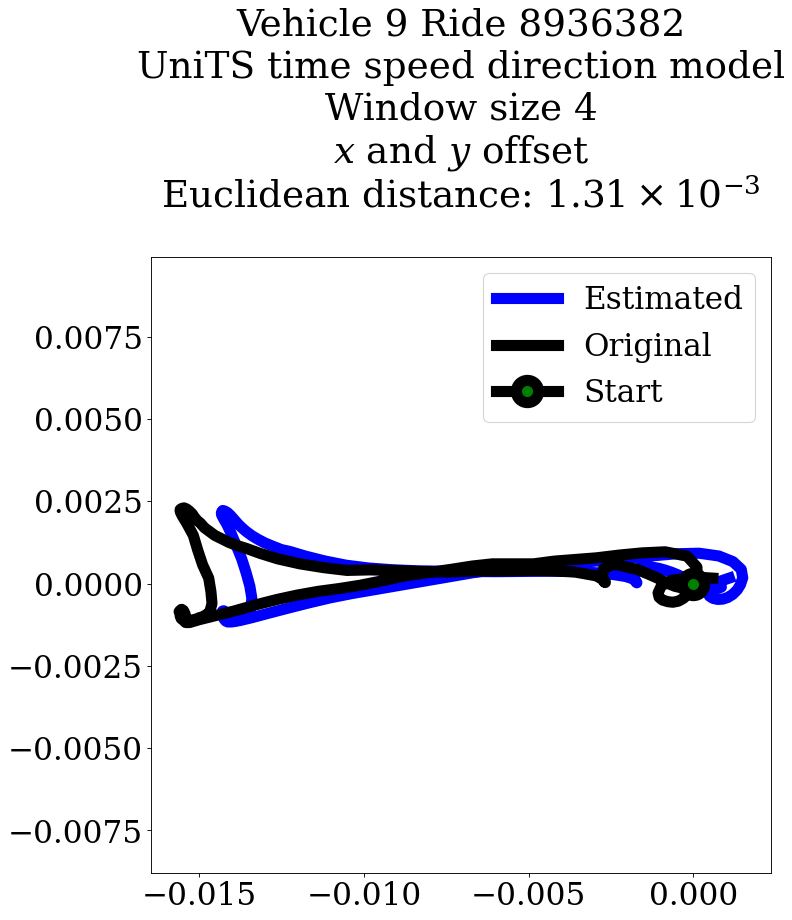 Vehicle 9 Ride 8936382
UniTS time speed direction model
Window size 4
x and y offset
Euclidean distance: 1.31 × 10⁻³
Estimated
Original
Start
0.0075
0.0050
0.0025
0.0000
−0.0025
−0.0050
−0.0075
−0.015
−0.010
−0.005
0.000